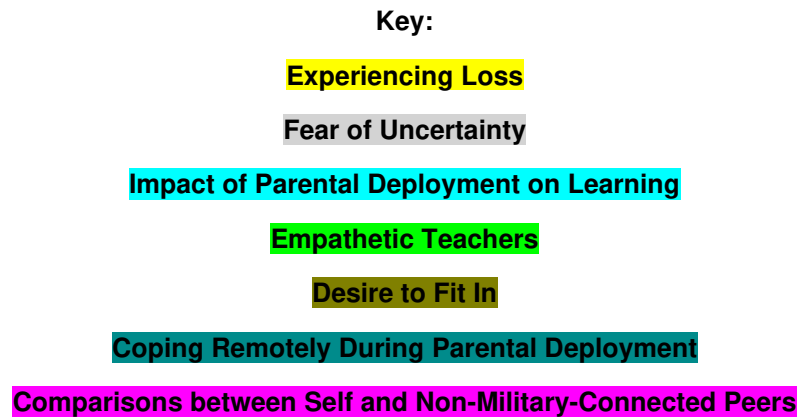 Key:
Experiencing Loss
Fear of Uncertainty
Impact of Parental Deployment on Learning
Empathetic Teachers
Desire to Fit In
Coping Remotely During Parental Deployment
Comparisons between Self and Non-Military-Connected Peers